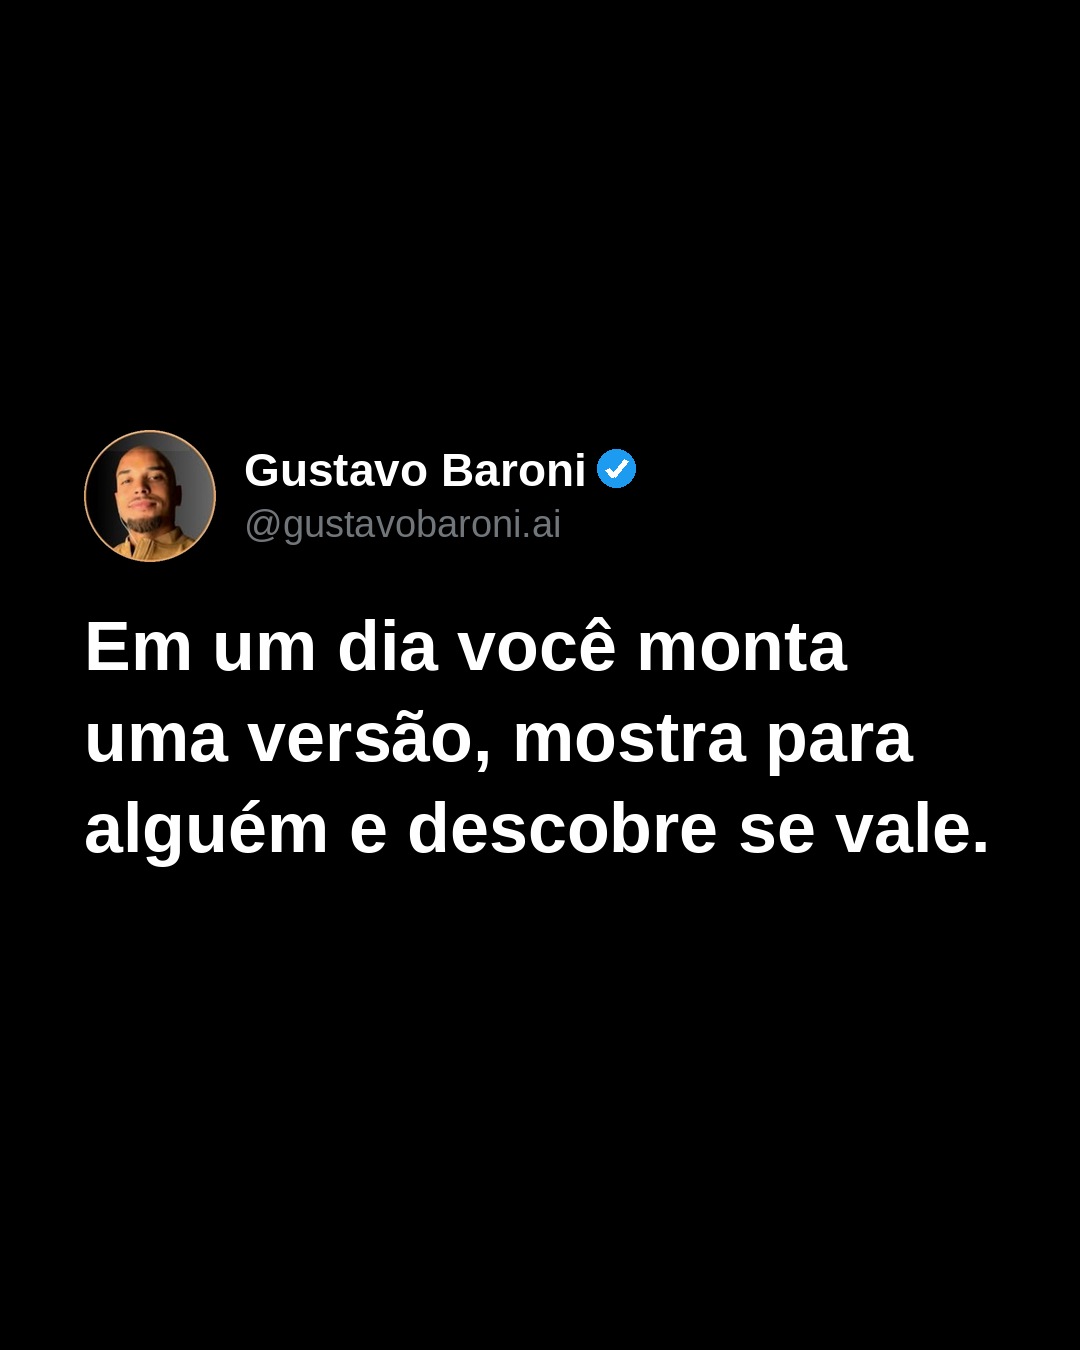 Gustavo Baroni
@gustavobaroni.ai
Em um dia você monta
uma versão, mostra para
alguém e descobre se vale.